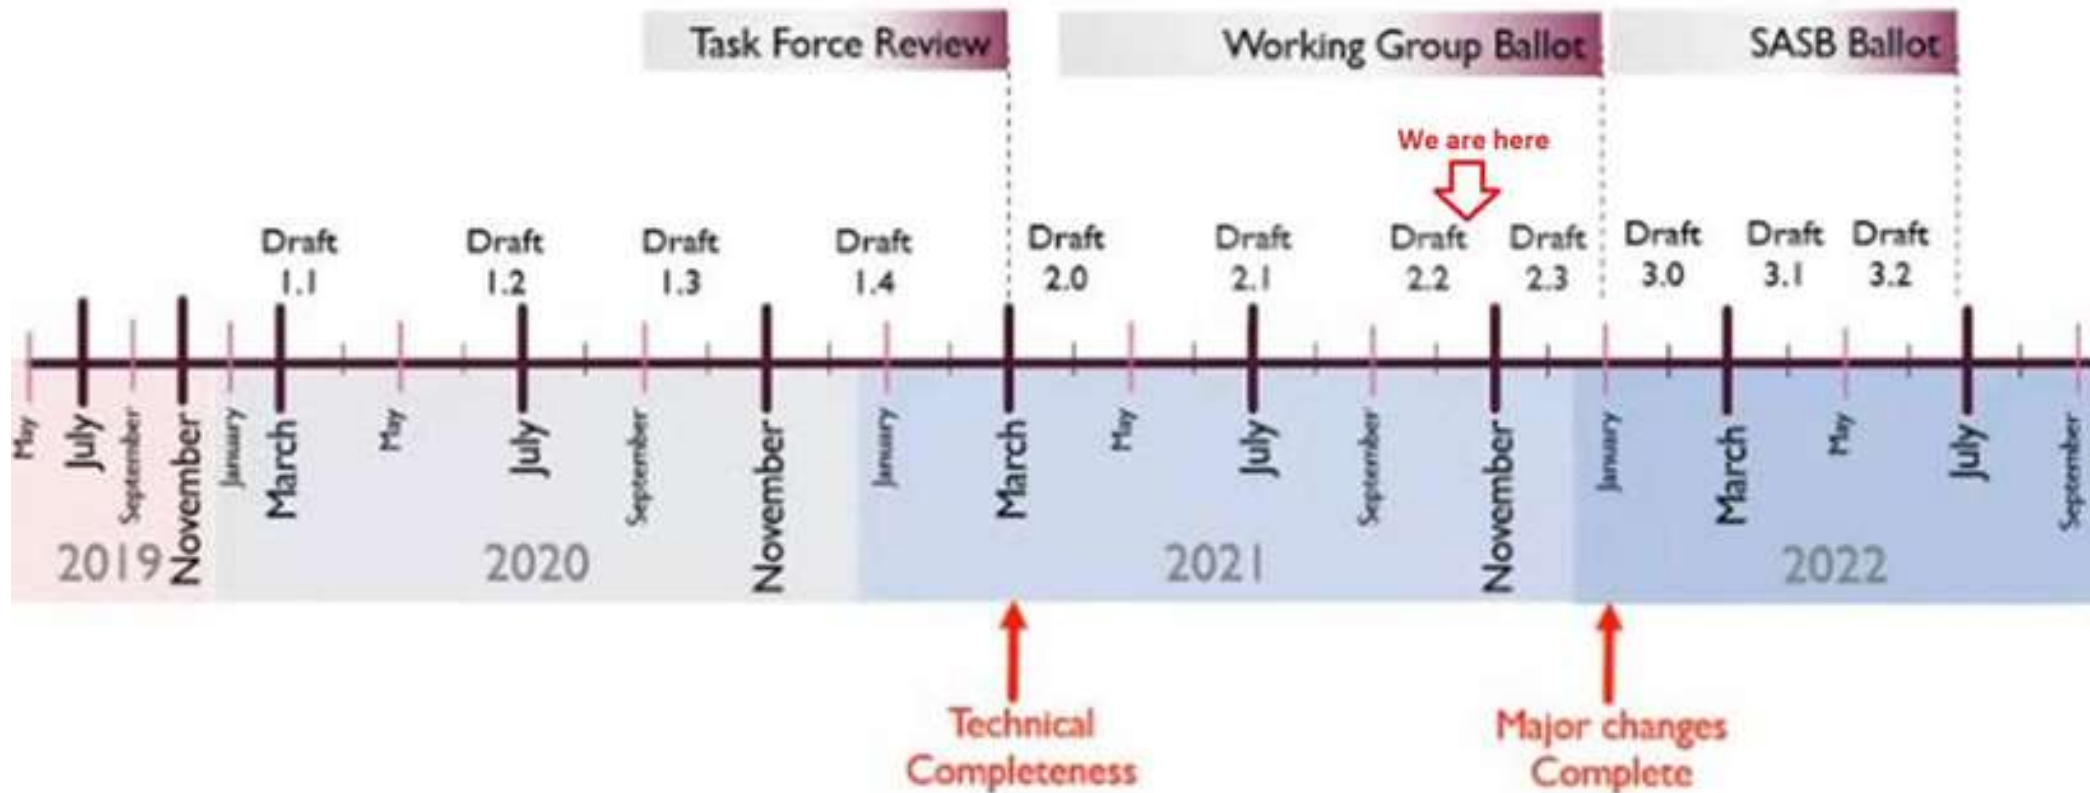 Task Force Review
Working Group Ballot
SASB Ballot
We are here
Draft
1.1
Draft
1.2
Draft
1.3
Draft
1.4
Draft
2.0
Draft
2.1
Draft
2.2
Draft
2.3
Draft
3.0
Draft
3.1
Draft
3.2
May
July
September
November
January
March
May
July
September
November
January
March
May
July
September
November
January
March
May
July
September
2019
2020
2021
2022
Technical
Completeness
Major changes
Complete